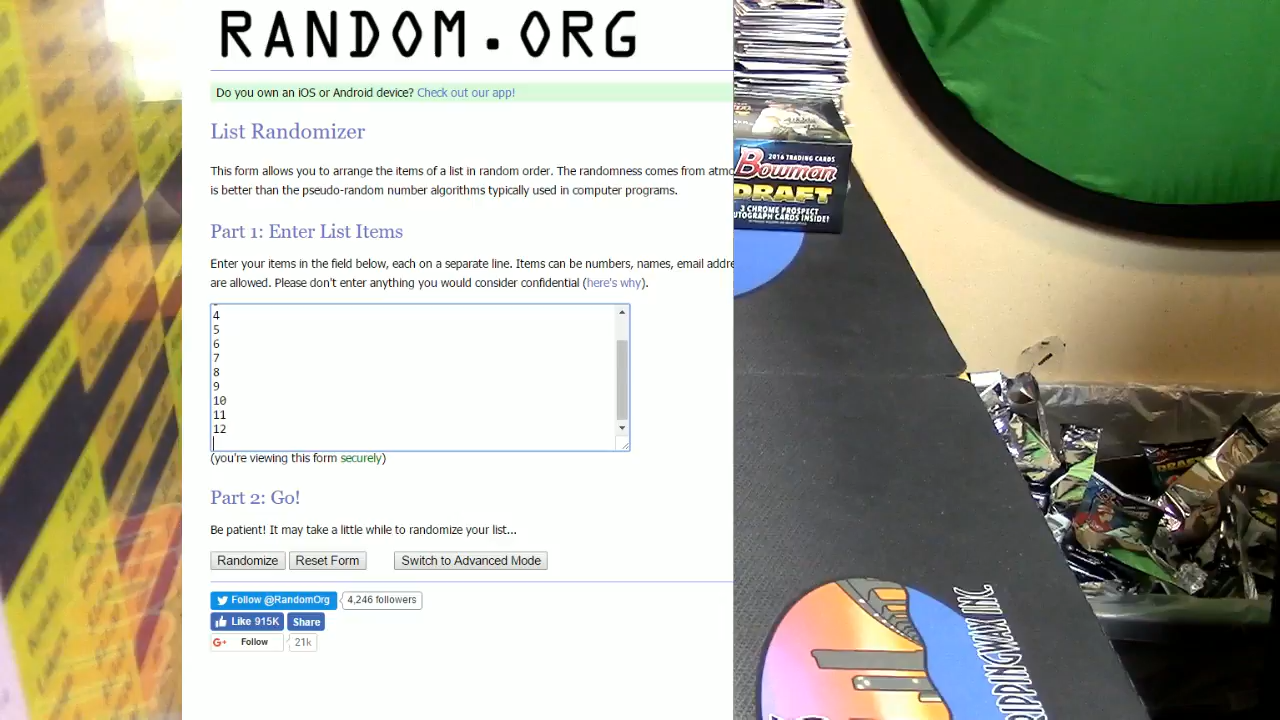 RANDOM.ORG
Do you own an iOS or Android device? Check out our app!
List Randomizer
This form allows you to arrange the items of a list in random order. The randomness comes from atmo
is better than the pseudo-random number algorithms typically used in computer programs.
Part 1: Enter List Items
Enter your items in the field below, each on a separate line. Items can be numbers, names, email addre
are allowed. Please don't enter anything you would consider confidential (here's why).
4
5
6
7
8
9
10
11
12
(you're viewing this form securely)
Part 2: Go!
Be patient! It may take a little while to randomize your list...
Randomize Reset Form Switch to Advanced Mode
Follow @RandomOrg 4,246 followers
Like 915K Share
G+ Follow 21k
2016 TRADING CARDS
Bowman
DRAFT
3 CHROME PROSPECT
UTOGRAPH CARDS INSIDE!
DRAFT
RIPPINGWAX INC